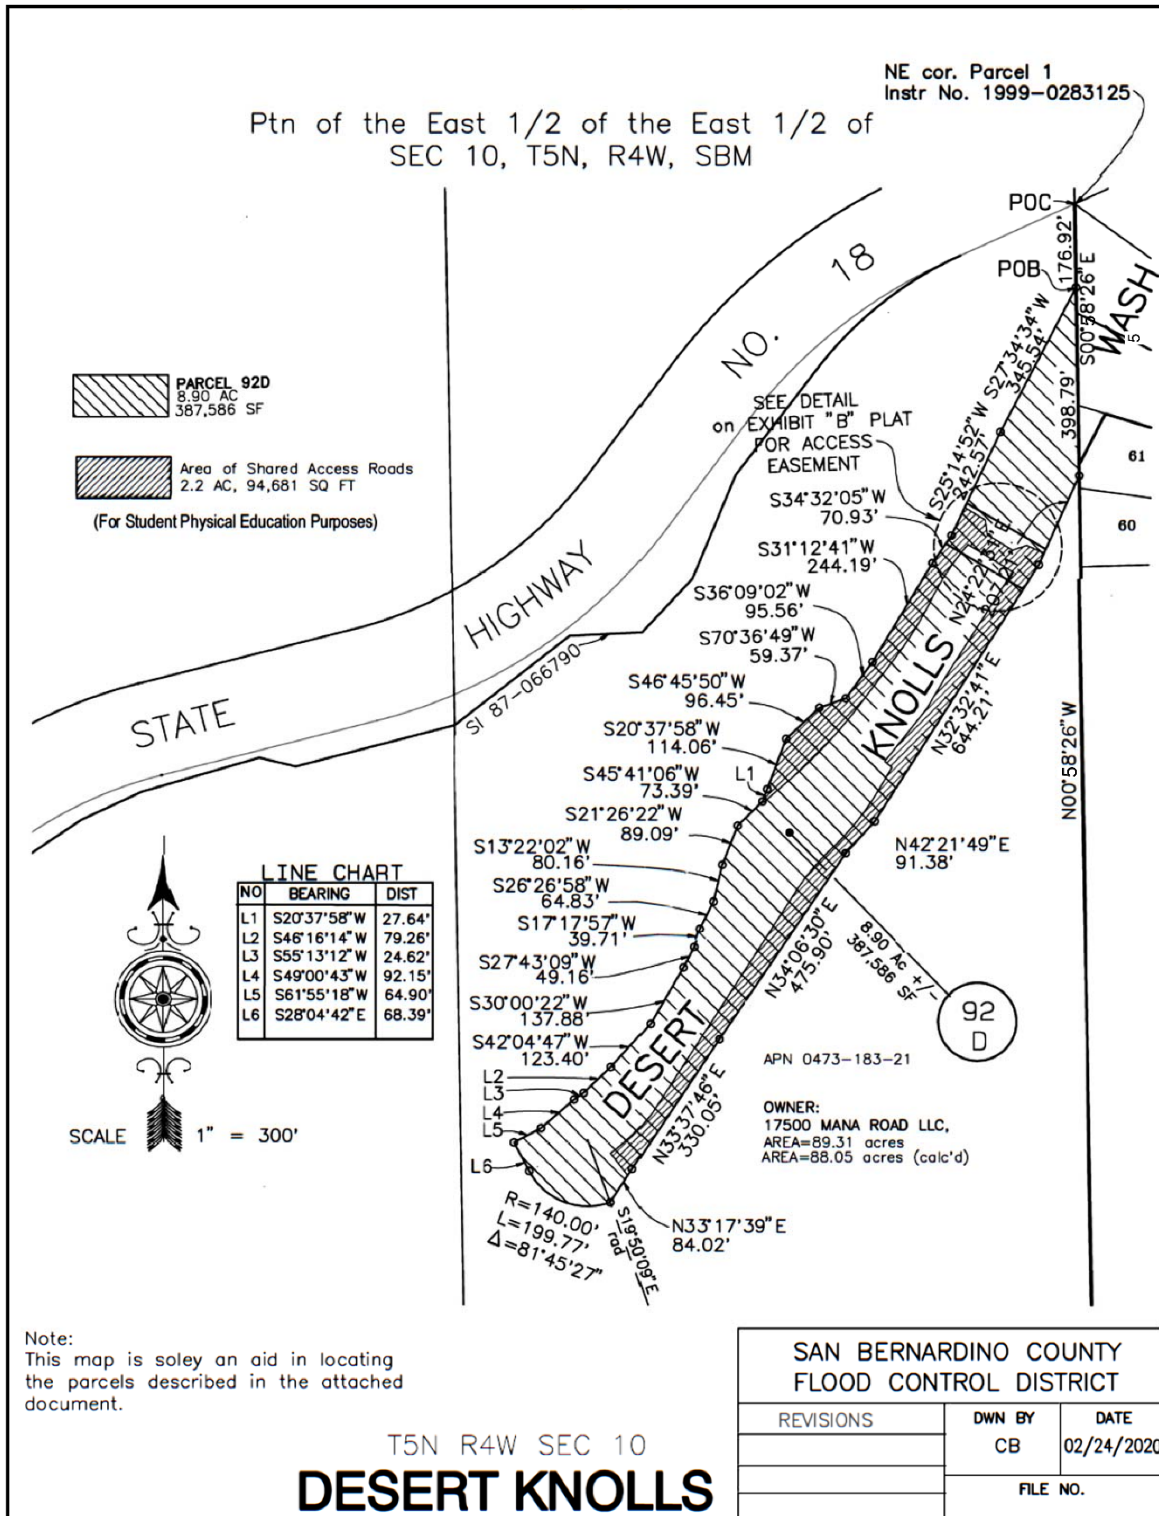 NE cor. Parcel 1
Instr No. 1999-0283125
Ptn of the East 1/2 of the East 1/2 of
SEC 10, T5N, R4W, SBM
POC
176.92'
S00°58'26"E
POB
WASH
5
18
NO.
HIGHWAY
STATE
SI 87-066790
PARCEL 92D
8.90 AC
387,586 SF
Area of Shared Access Roads
2.2 AC, 94,681 SQ FT
(For Student Physical Education Purposes)
S27°34'34"W
345.54'
398.79'
SEE DETAIL
on EXHIBIT "B" PLAT
FOR ACCESS
EASEMENT
S25°14'52"W
242.57'
61
60
S34°32'05"W
70.93'
S31°12'41"W
244.19'
N24°22'31"E
S36°09'02"W
95.56'
S70°36'49"W
59.37'
S46°45'50"W
96.45'
KNOLLS
N32°32'41"E
644.21'
N00°58'26"W
S20°37'58"W
114.06'
L1
S45°41'06"W
73.39'
S21°26'22"W
89.09'
S13°22'02"W
80.16'
N42°21'49"E
91.38'
S26°26'58"W
64.83'
S17°17'57"W
39.71'
S27°43'09"W
49.16'
N34°06'30"E
475.90'
8.90 Ac +/-
387,586 SF
92
D
S30°00'22"W
137.88'
S42°04'47"W
123.40'
DESERT
L2
L3
L4
L5
L6
N33°37'46"E
330.05'
APN 0473-183-21
OWNER:
17500 MANA ROAD LLC,
AREA=89.31 acres
AREA=88.05 acres (calc'd)
N33°17'39"E
84.02'
R=140.00'
L=199.77'
Δ=81°45'27"
S19°50'09"E
rad
LINE CHART
NO BEARING DIST
L1 S20°37'58"W 27.64'
L2 S46°16'14"W 79.26'
L3 S55°13'12"W 24.62'
L4 S49°00'43"W 92.15'
L5 S61°55'18"W 64.90'
L6 S28°04'42"E 68.39'
SCALE 1" = 300'
Note:
This map is soley an aid in locating
the parcels described in the attached
document.
T5N R4W SEC 10
DESERT KNOLLS
SAN BERNARDINO COUNTY
FLOOD CONTROL DISTRICT
REVISIONS
DWN BY
CB
DATE
02/24/2020
FILE NO.